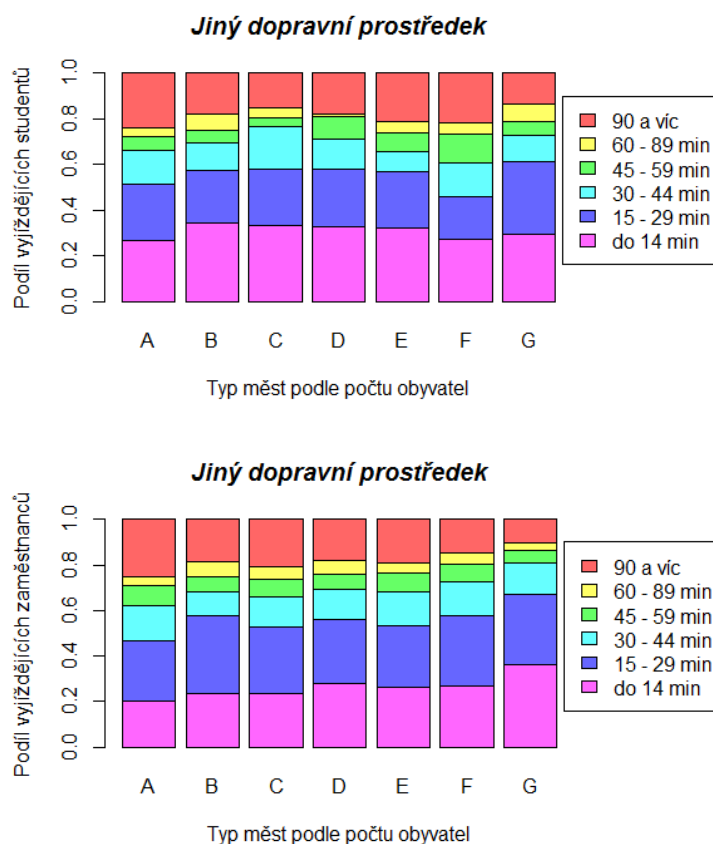 Jiný dopravní prostředek
Podíl vyjíždějících studentů
1.0
0.8
0.6
0.4
0.2
0.0
90 a víc
60 - 89 min
45 - 59 min
30 - 44 min
15 - 29 min
do 14 min
A B C D E F G
Typ měst podle počtu obyvatel
Jiný dopravní prostředek
Podíl vyjíždějících zaměstnanců
1.0
0.8
0.6
0.4
0.2
0.0
90 a víc
60 - 89 min
45 - 59 min
30 - 44 min
15 - 29 min
do 14 min
A B C D E F G
Typ měst podle počtu obyvatel